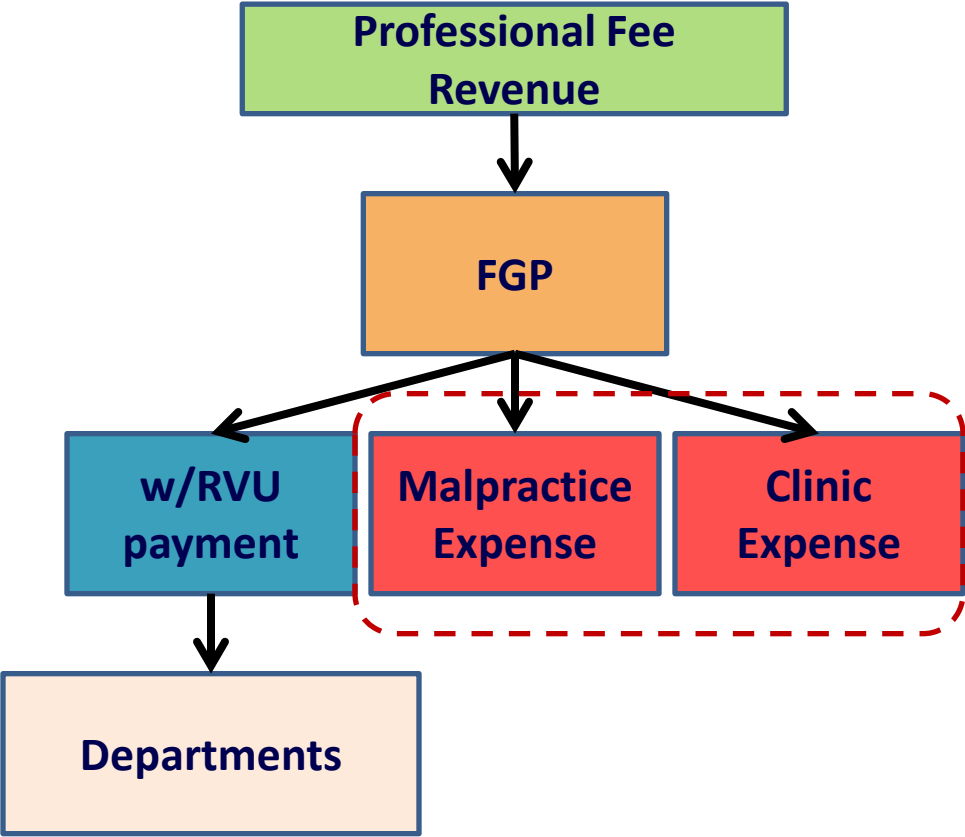 Professional Fee
Revenue
FGP
w/RVU
payment
Malpractice
Expense
Clinic
Expense
Departments